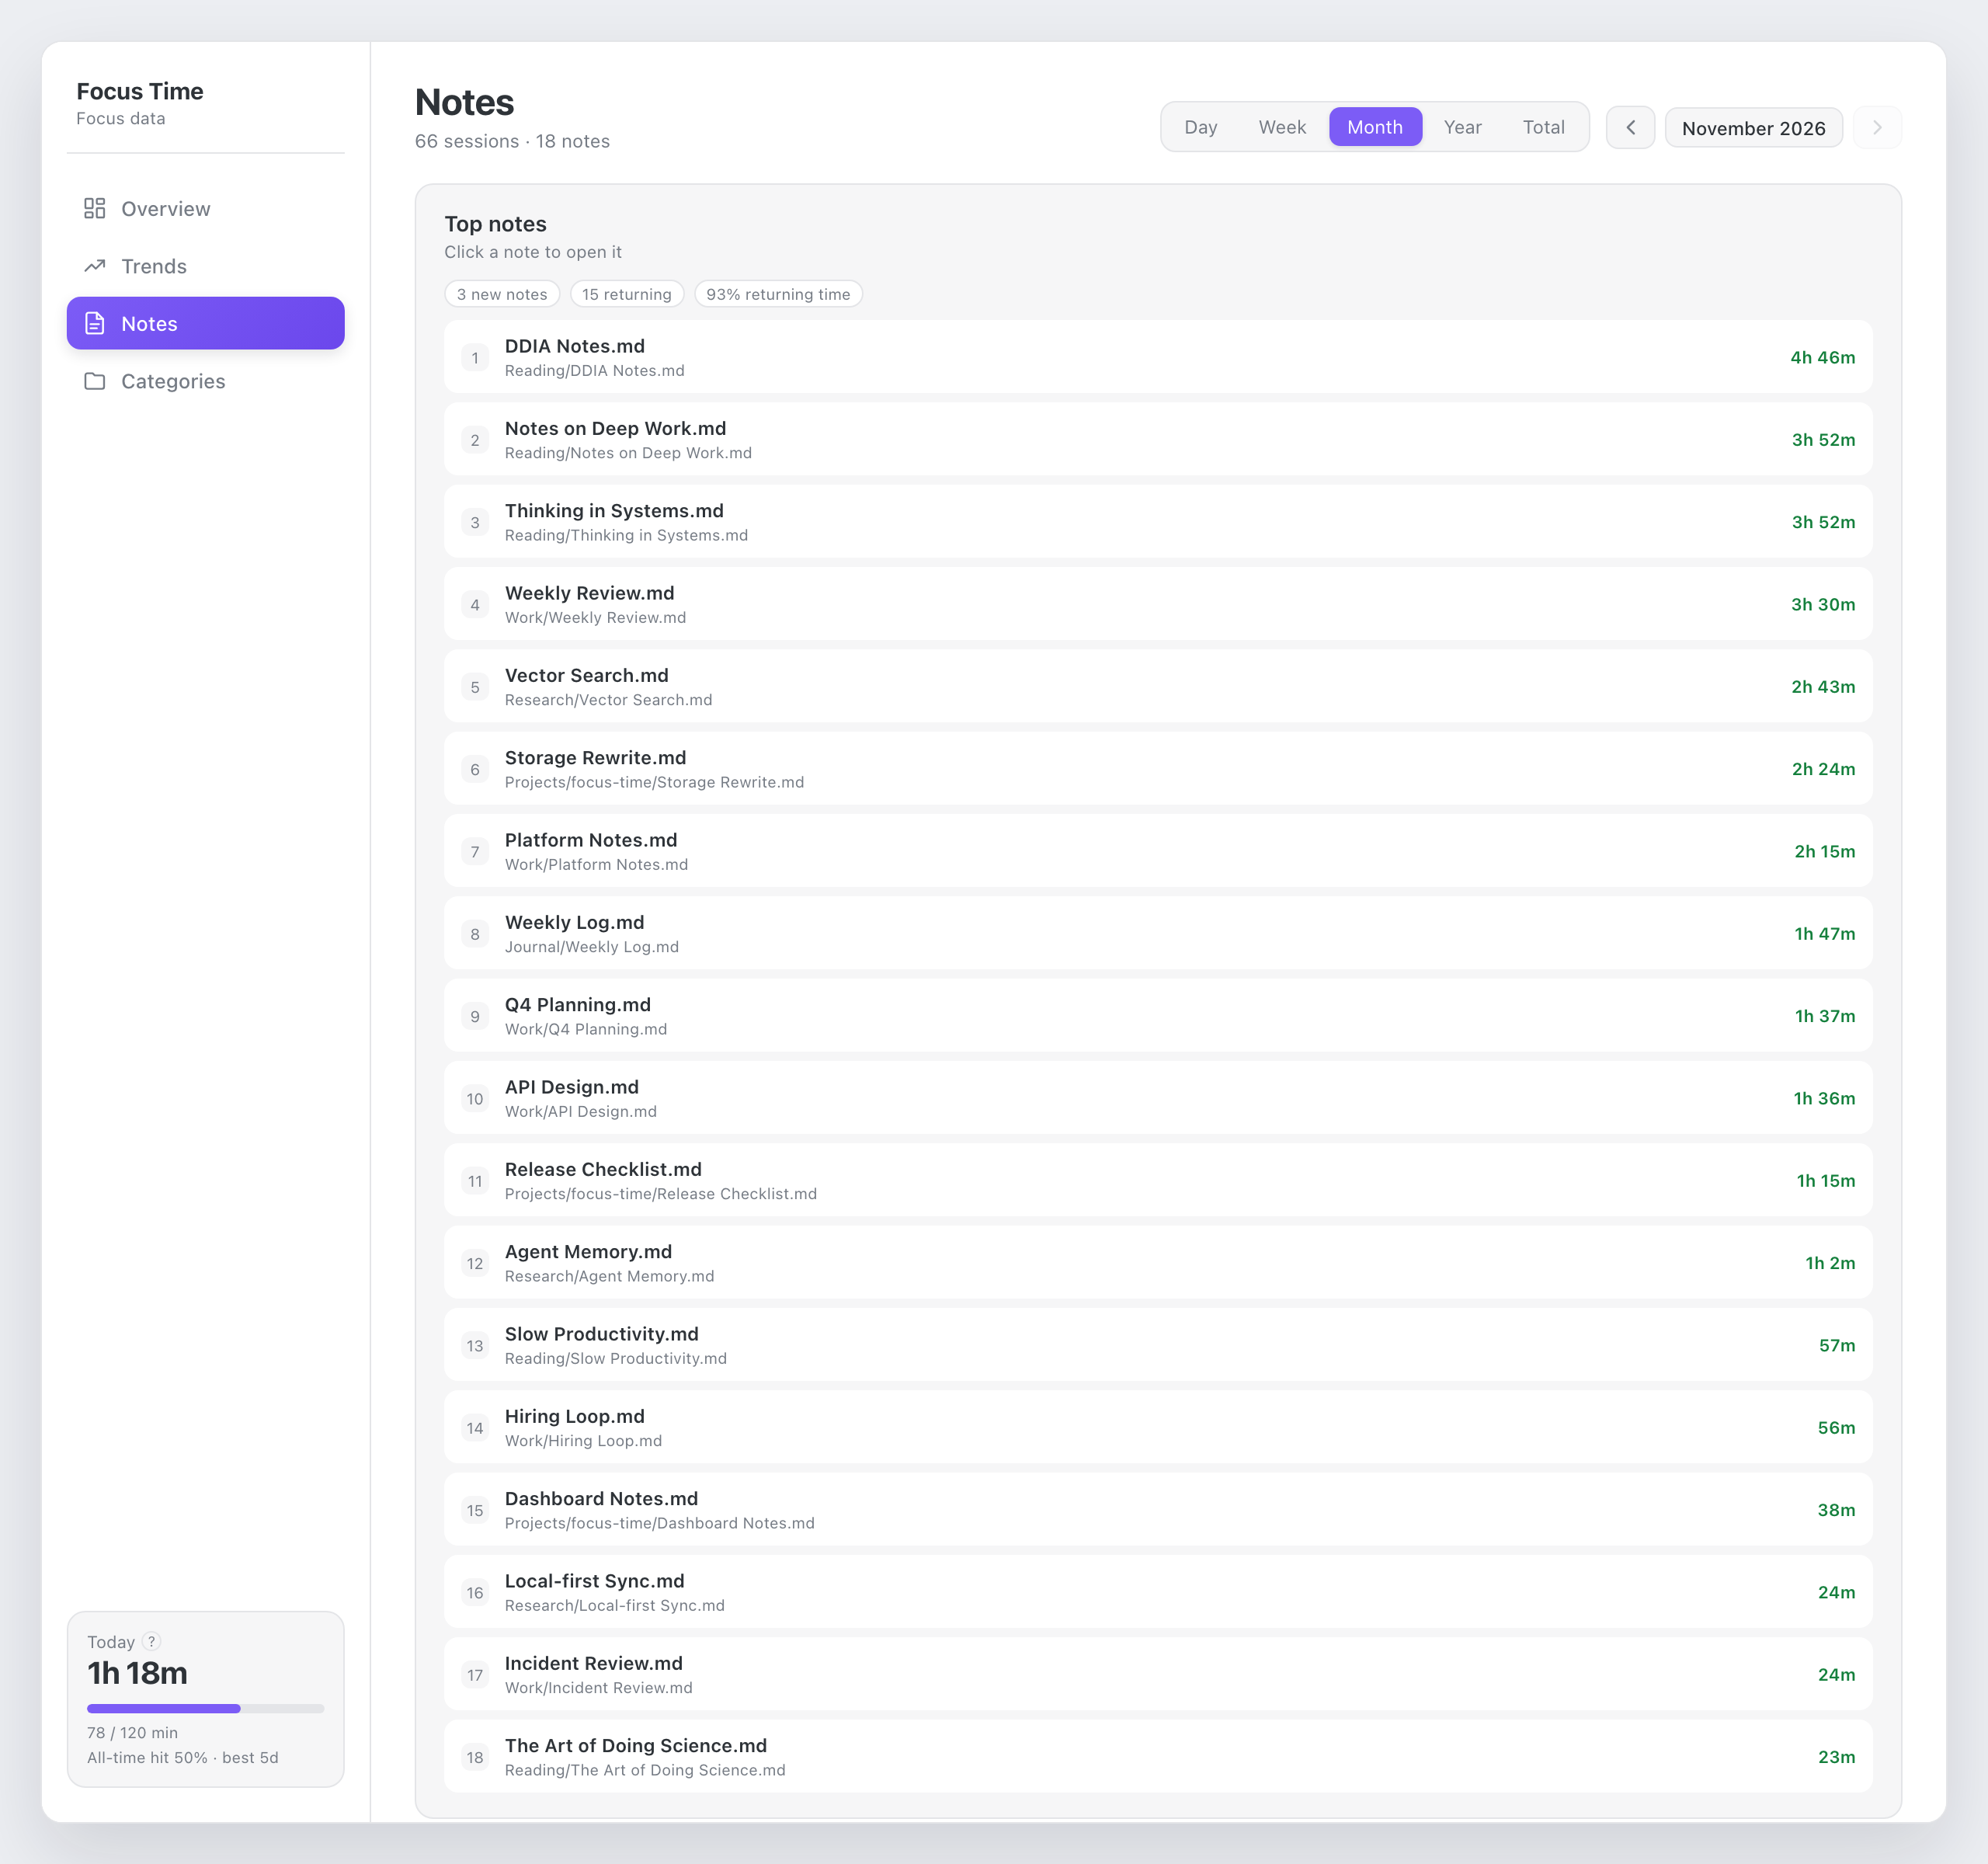 Focus Time
Focus data
Overview
Trends
Notes
Categories
Today ?
1h 18m
78 / 120 min
All-time hit 50% · best 5d
Notes
66 sessions · 18 notes
Day Week Month Year Total
November 2026
Top notes
Click a note to open it
3 new notes 15 returning 93% returning time
1 DDIA Notes.md 4h 46m
Reading/DDIA Notes.md
2 Notes on Deep Work.md 3h 52m
Reading/Notes on Deep Work.md
3 Thinking in Systems.md 3h 52m
Reading/Thinking in Systems.md
4 Weekly Review.md 3h 30m
Work/Weekly Review.md
5 Vector Search.md 2h 43m
Research/Vector Search.md
6 Storage Rewrite.md 2h 24m
Projects/focus-time/Storage Rewrite.md
7 Platform Notes.md 2h 15m
Work/Platform Notes.md
8 Weekly Log.md 1h 47m
Journal/Weekly Log.md
9 Q4 Planning.md 1h 37m
Work/Q4 Planning.md
10 API Design.md 1h 36m
Work/API Design.md
11 Release Checklist.md 1h 15m
Projects/focus-time/Release Checklist.md
12 Agent Memory.md 1h 2m
Research/Agent Memory.md
13 Slow Productivity.md 57m
Reading/Slow Productivity.md
14 Hiring Loop.md 56m
Work/Hiring Loop.md
15 Dashboard Notes.md 38m
Projects/focus-time/Dashboard Notes.md
16 Local-first Sync.md 24m
Research/Local-first Sync.md
17 Incident Review.md 24m
Work/Incident Review.md
18 The Art of Doing Science.md 23m
Reading/The Art of Doing Science.md